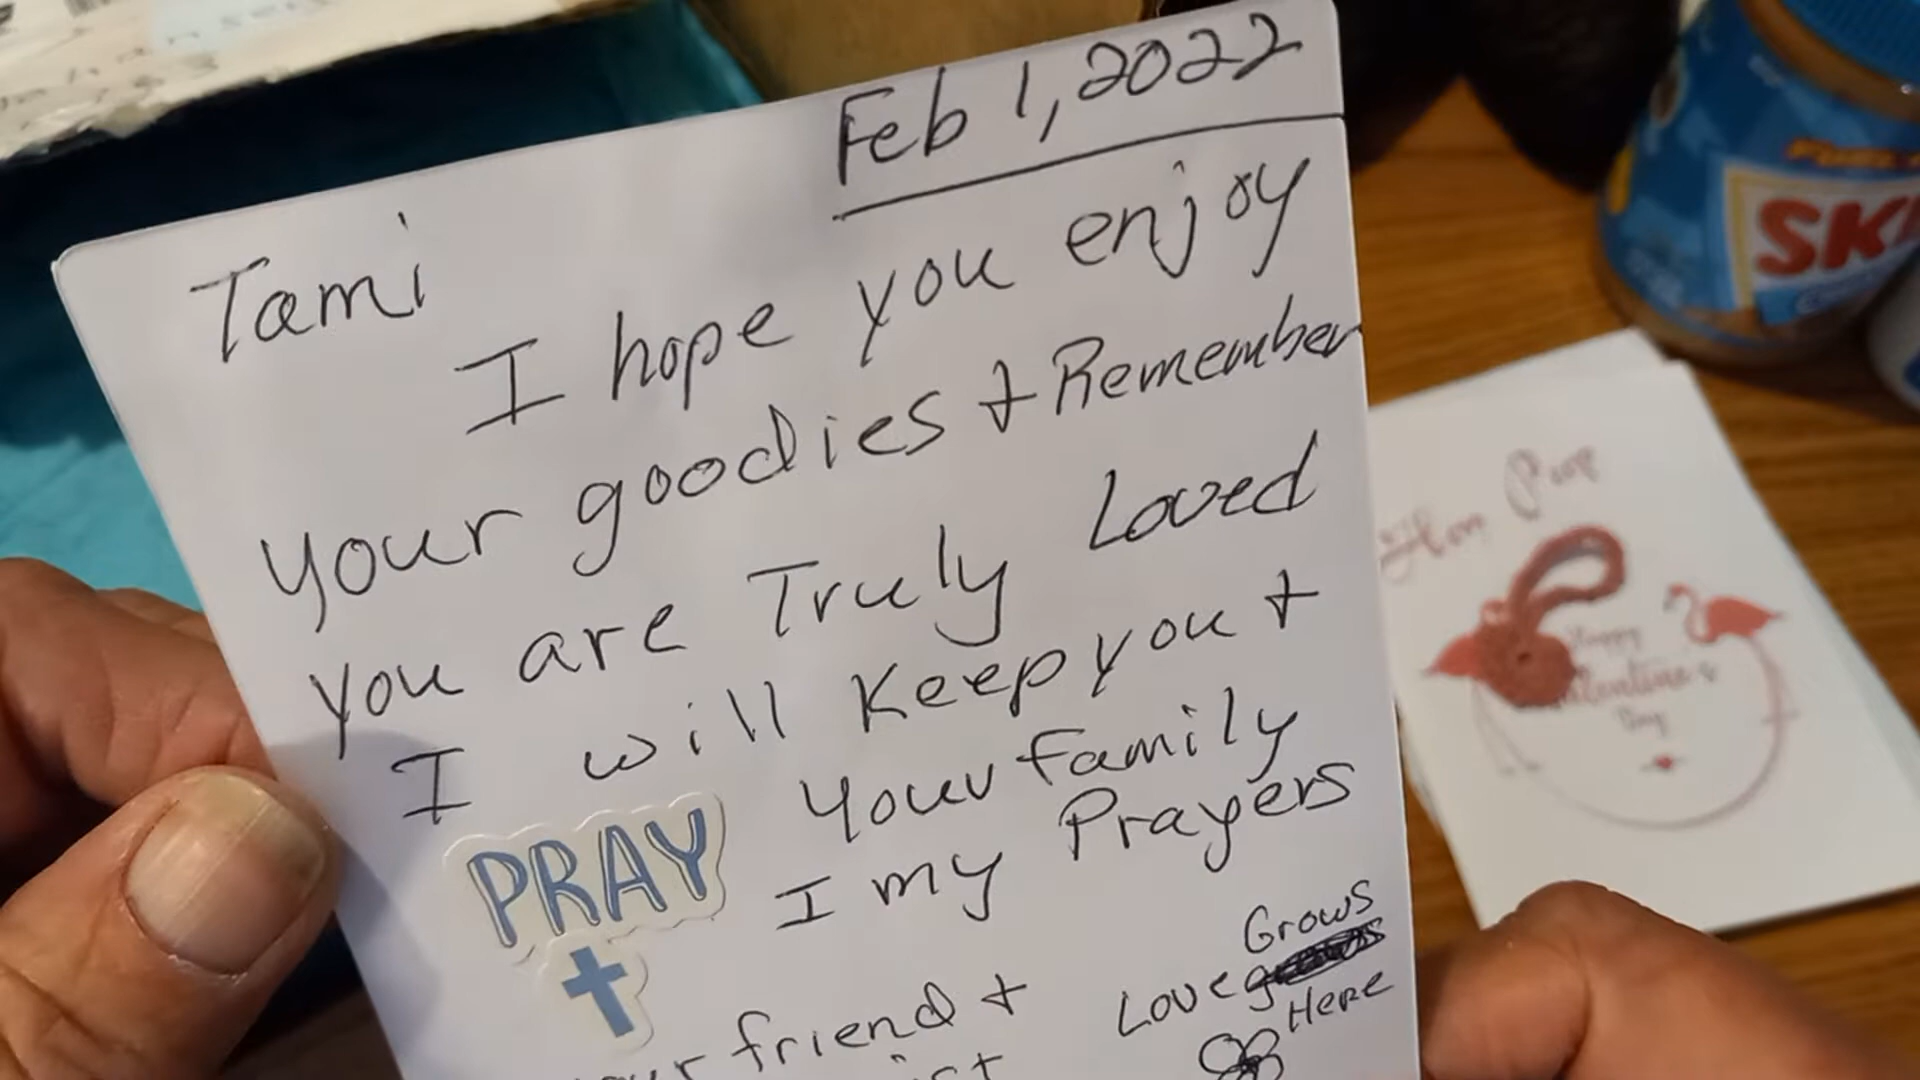 Feb 1, 2022
Tami
I hope you enjoy
your goodies + Remember
you are Truly Loved
I will Keep you +
your family
I my Prayers
PRAY
Grows
Love
Here
friend +
SKI
Happy
Valentine's
Day